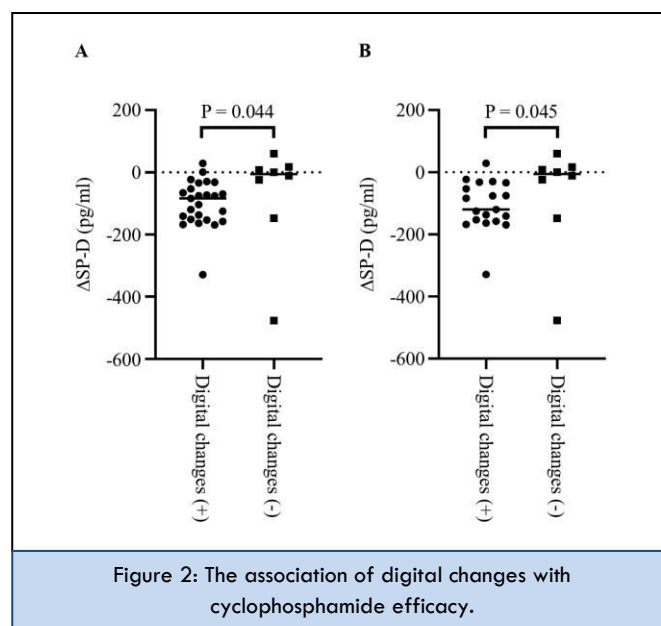 A
B
P = 0.044
P = 0.045
200
0
-200
-400
-600
ΔSP-D (pg/ml)
Digital changes (+)
Digital changes (-)
200
0
-200
-400
-600
ΔSP-D (pg/ml)
Digital changes (+)
Digital changes (-)
Figure 2: The association of digital changes with
cyclophosphamide efficacy.